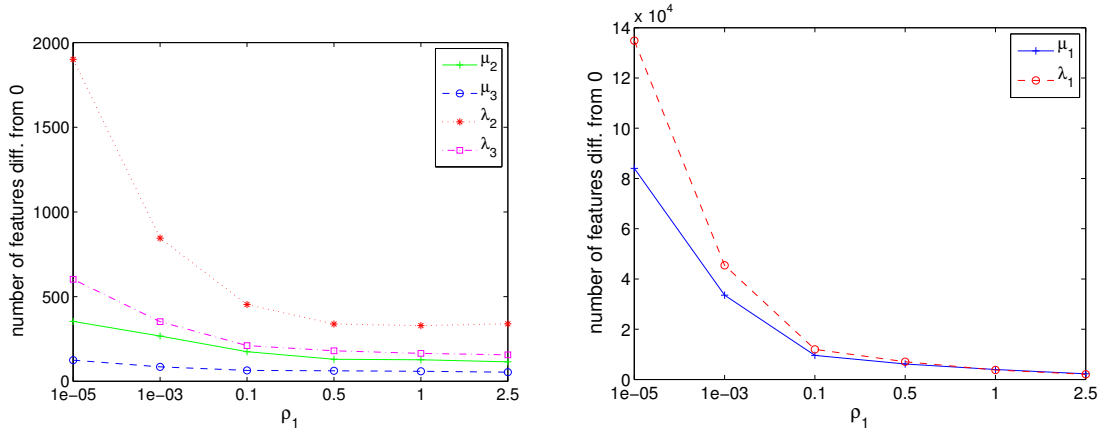 number of features diff. from 0
2000
1500
1000
500
0
1e−05
1e−03
0.1
0.5
1
2.5
ρ1
μ2
μ3
λ2
λ3
number of features diff. from 0
x 10^4
14
12
10
8
6
4
2
0
1e−05
1e−03
0.1
0.5
1
2.5
ρ1
μ1
λ1